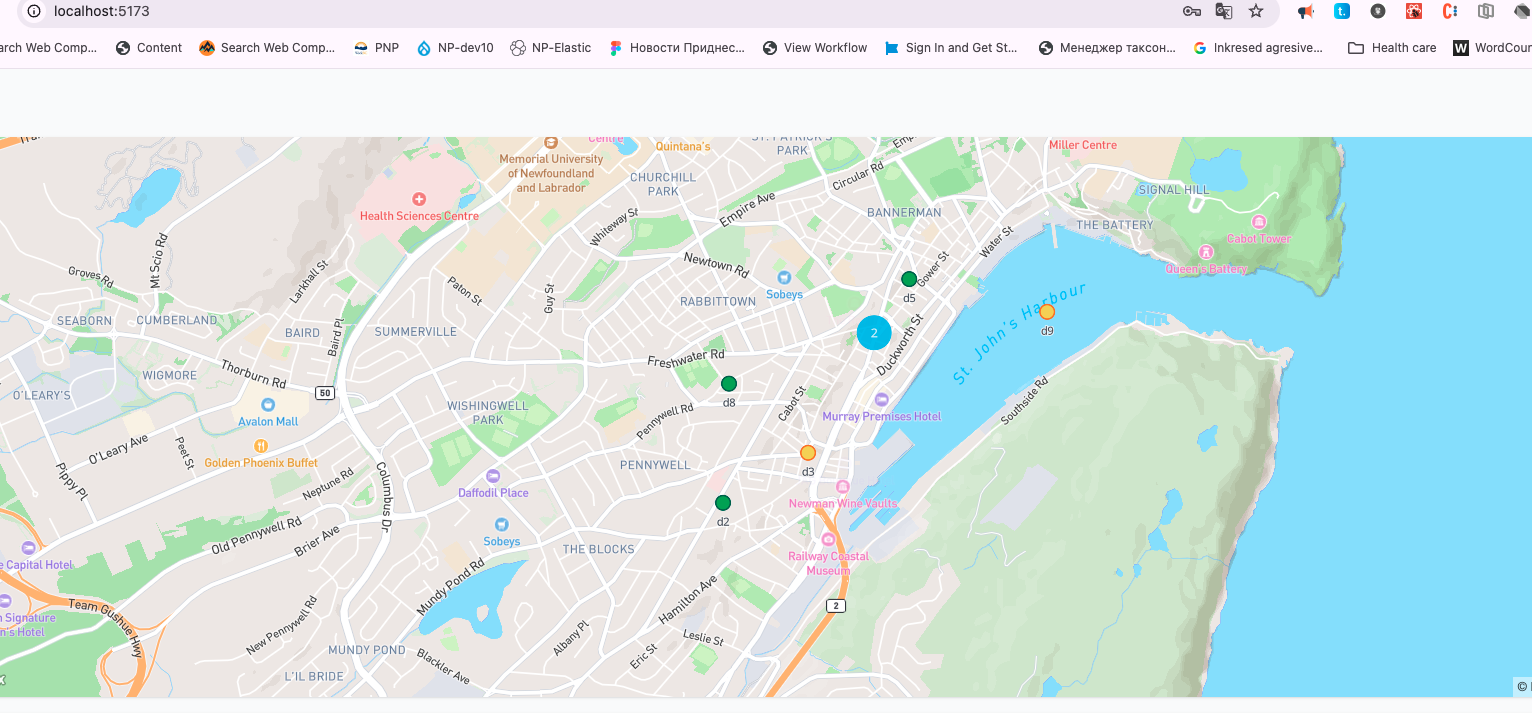 localhost:5173
arch Web Comp... Content Search Web Comp... PNP NP-dev10 NP-Elastic Новости Приднес... View Workflow Sign In and Get St... Менеджер таксон... Inkresed agresive... Health care W WordCour
Centre
Quintana's
ST. PATRICK'S
PARK
Miller Centre
Memorial University
of Newfoundland
and Labrador
CHURCHILL
PARK
Circular Rd
SIGNAL HILL
Health Sciences Centre
Empire Ave
BANNERMAN
Whiteway St
THE BATTERY
Water St
Cabot Tower
Mt Scio Rd
Groves Rd
Larkhall St
Paton St
Newtown Rd
Gower St
Queen's Battery
Guy St
Sobeys
d5
RABBITTOWN
St. John's Harbour
SEABORN
CUMBERLAND
BAIRD
Baird Pl
SUMMERVILLE
2
d9
Duckworth St
Freshwater Rd
Thorburn Rd
WIGMORE
50
O'LEARY'S
d8
Cabot St
Southside Rd
WISHINGWELL
PARK
Pennywell Rd
Murray Premises Hotel
Avalon Mall
O'Leary Ave
Peet St
Golden Phoenix Buffet
PENNYWELL
d3
Pippy Pl
Neptune Rd
Columbus Dr
Daffodil Place
Newman Wine Vaults
d2
Old Pennywell Rd
Brier Ave
Sobeys
THE BLOCKS
e Capital Hotel
Railway Coastal
Museum
Mundy Pond Rd
Hamilton Ave
2
Team Gushue Hwy
Signature
n's Hotel
New Pennywell Rd
Albany Pl
Leslie St
Eric St
MUNDY POND
Blackler Ave
L'IL BRIDE
©